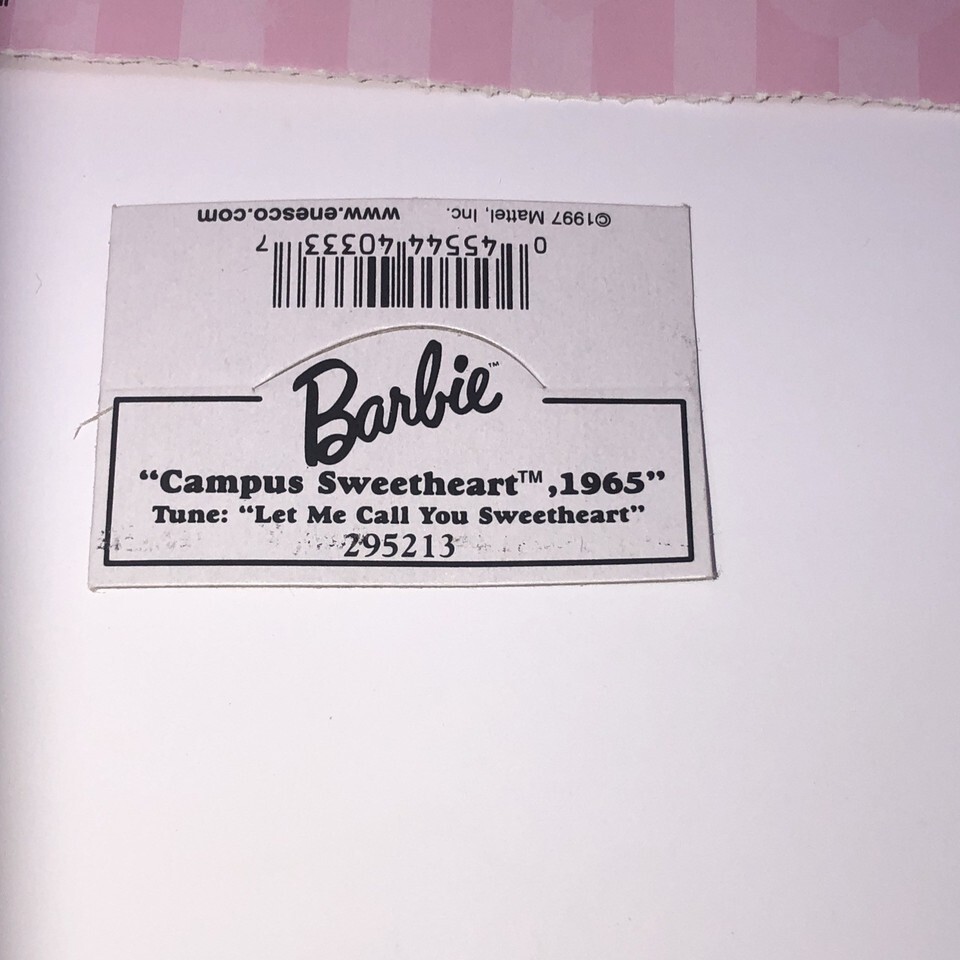 ©1997 Mattel, Inc. www.enesco.com
0 45544 40333 7
Barbie™
“Campus Sweetheart™,1965”
Tune: “Let Me Call You Sweetheart”
295213